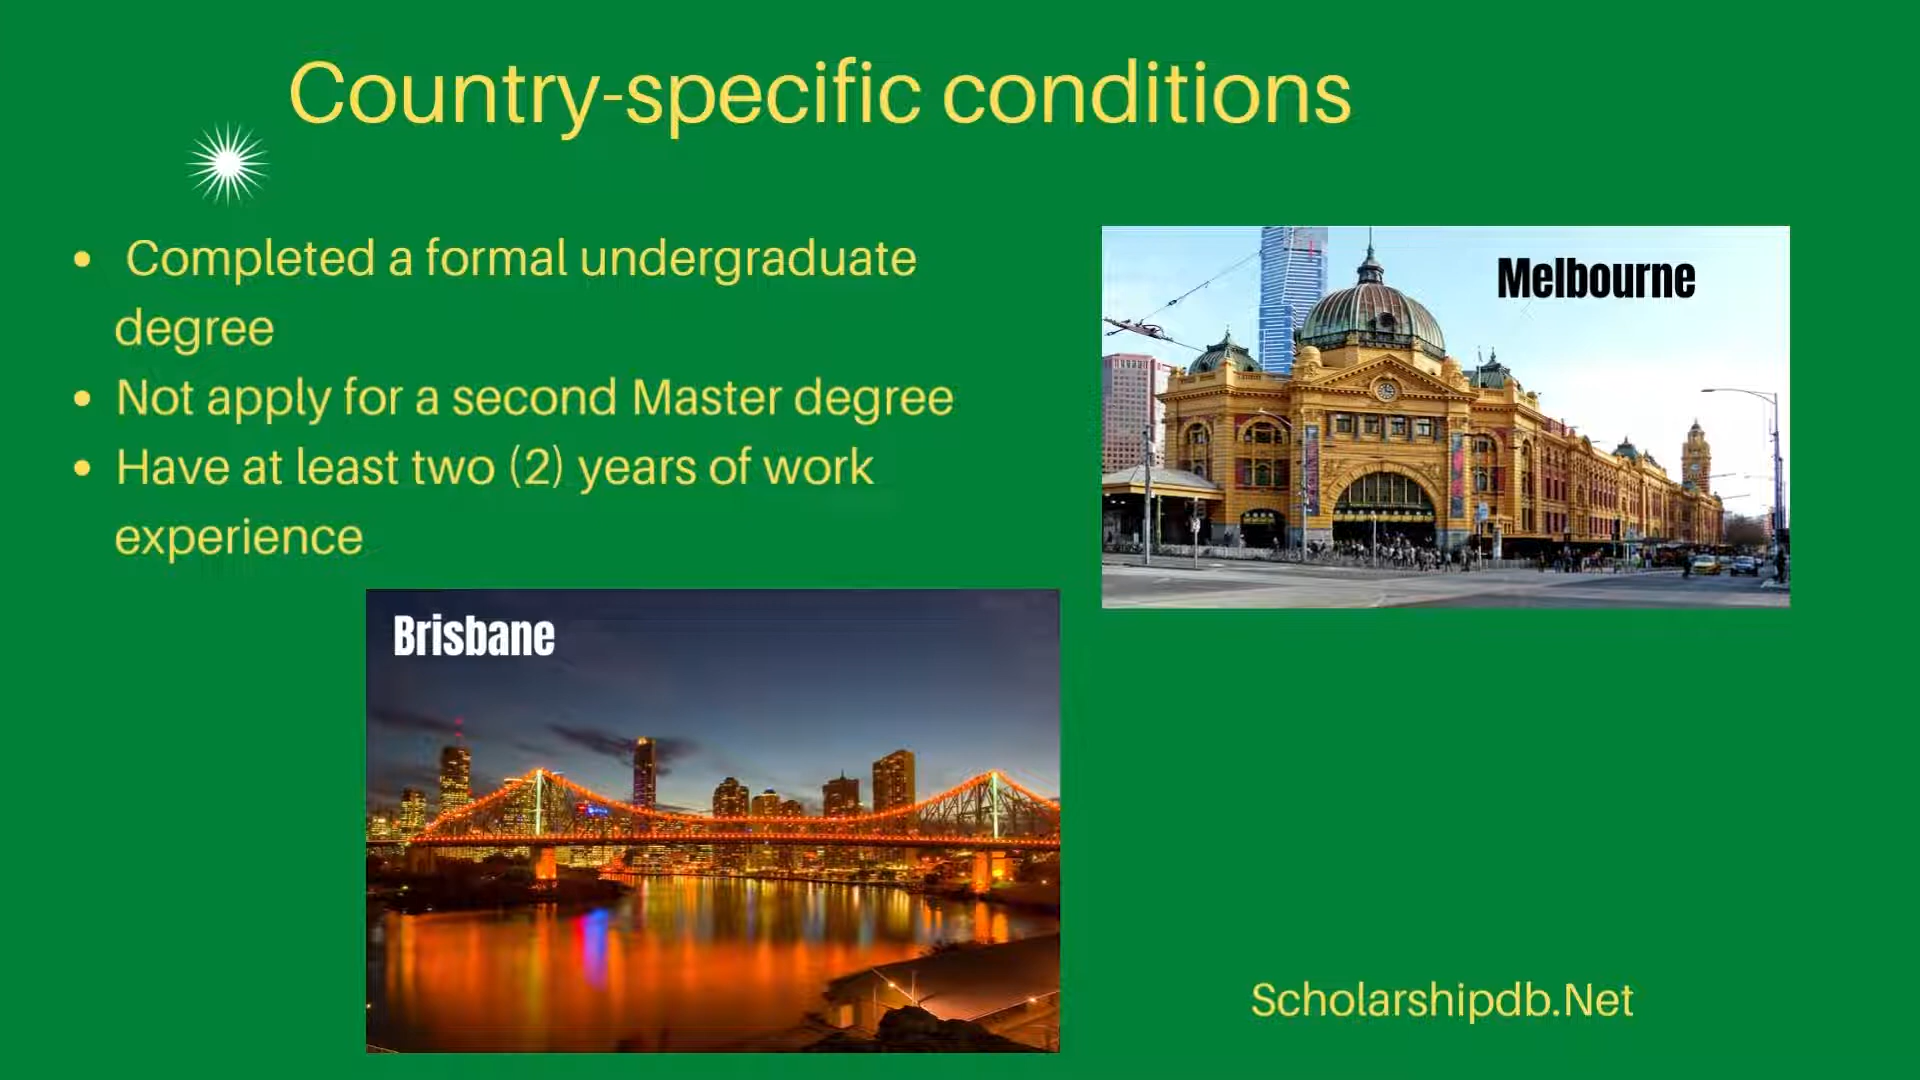 Country-specific conditions
• Completed a formal undergraduate
degree
• Not apply for a second Master degree
• Have at least two (2) years of work
experience
Melbourne
Brisbane
Scholarshipdb.Net